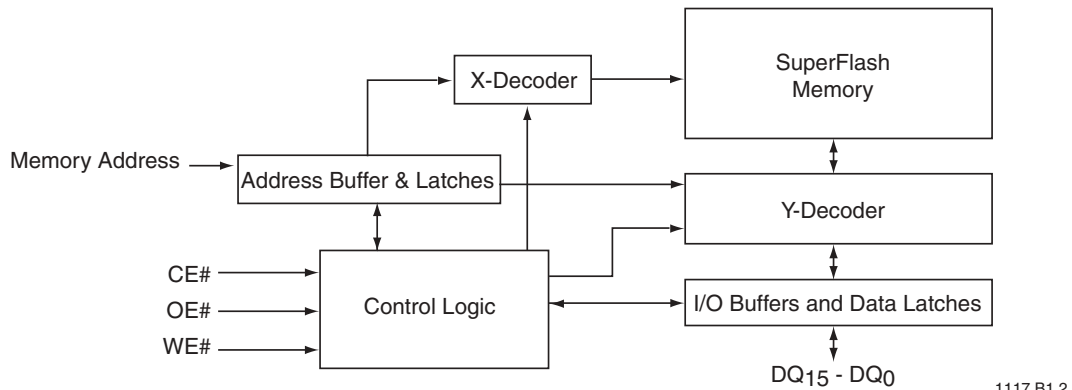 SuperFlash
Memory
X-Decoder
Memory Address
Address Buffer & Latches
Y-Decoder
CE#
OE#
WE#
Control Logic
I/O Buffers and Data Latches
DQ15 - DQ0
1117 B1.2